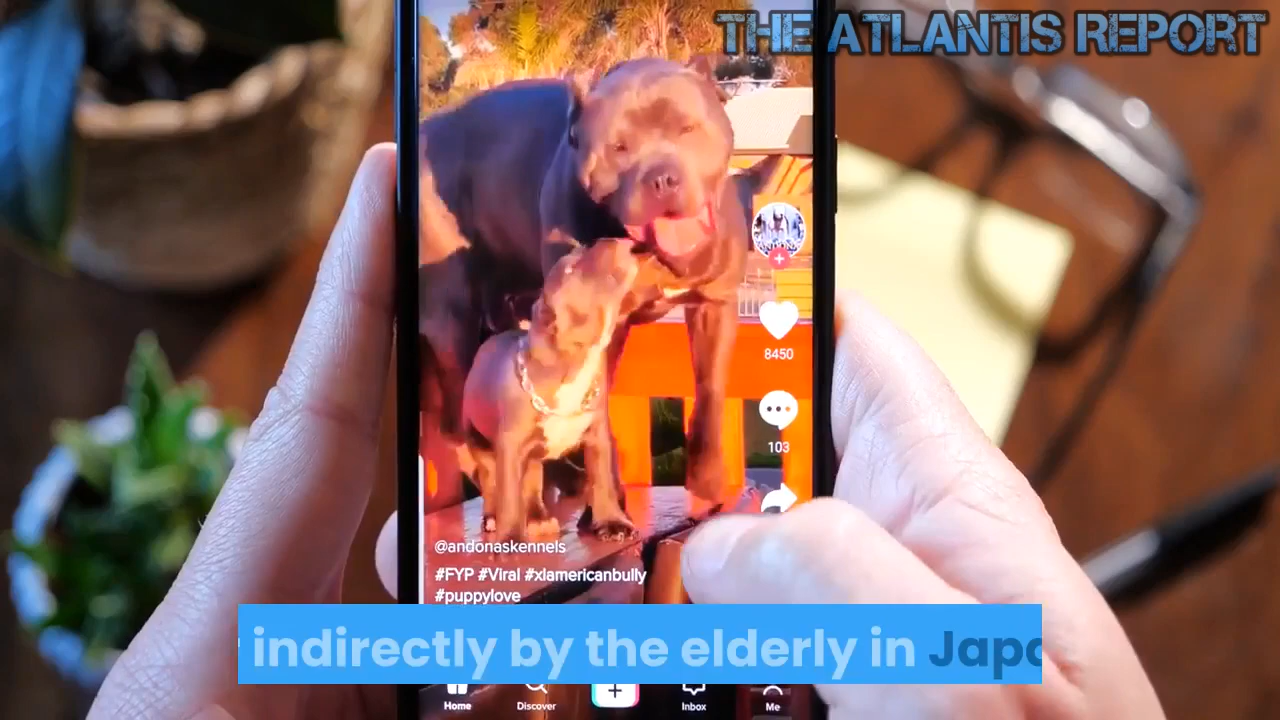 THE ATLANTIS REPORT
8450
103
@andonaskennels
#FYP #Viral #xlamericanbully
#puppylove
indirectly by the elderly in
Home
Discover
Inbox
Me